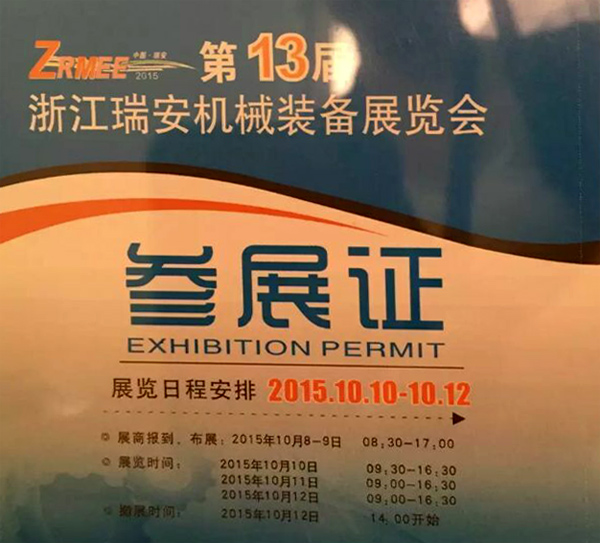 ZRMEE 中国·瑞安 2015 第13届
浙江瑞安机械装备展览会
参展证
EXHIBITION PERMIT
展览日程安排 2015.10.10-10.12
展商报到、布展：2015年10月8-9日 08:30-17:00
展览时间： 2015年10月10日 09:30-16:30
2015年10月11日 09:00-16:30
2015年10月12日 09:00-16:30
撤展时间： 2015年10月12日 14:00开始